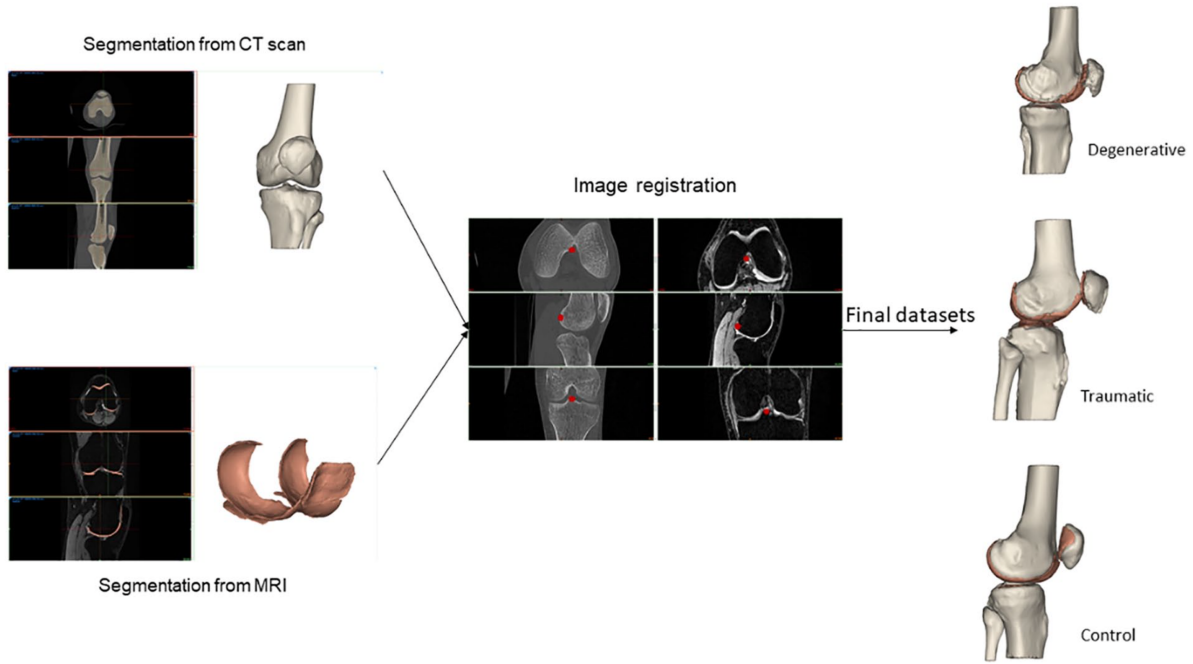 Segmentation from CT scan
Segmentation from MRI
Image registration
Final datasets
Degenerative
Traumatic
Control